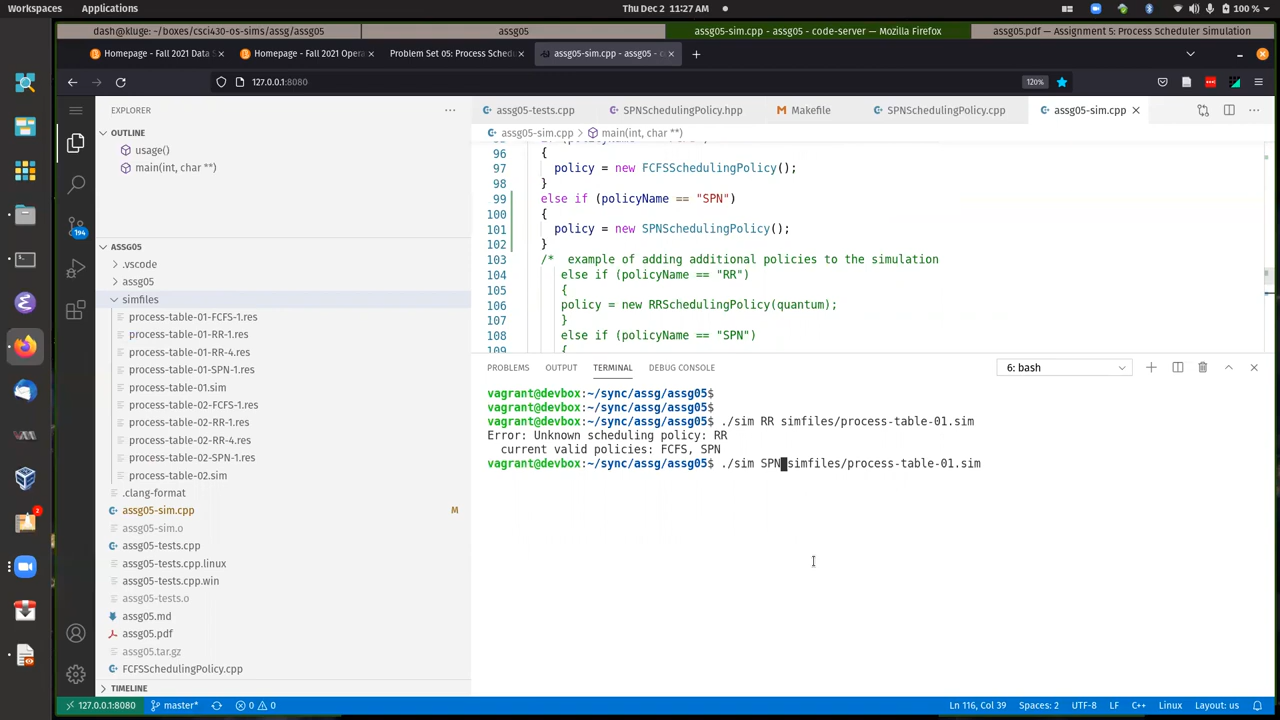 Workspaces Applications Thu Dec 2 11:27 AM 100 %
dash@kluge: ~/boxes/csci430-os-sims/assg/assg05 assg05 assg05-sim.cpp - assg05 - code-server — Mozilla Firefox assg05.pdf — Assignment 5: Process Scheduler Simulation
Homepage - Fall 2021 Data S Homepage - Fall 2021 Opera Problem Set 05: Process Sched assg05-sim.cpp - assg05 - co
127.0.0.1:8080 120%
EXPLORER
OUTLINE
usage()
main(int, char **)
194
ASSG05
.vscode
assg05
simfiles
process-table-01-FCFS-1.res
process-table-01-RR-1.res
process-table-01-RR-4.res
process-table-01-SPN-1.res
process-table-01.sim
process-table-02-FCFS-1.res
process-table-02-RR-1.res
process-table-02-RR-4.res
process-table-02-SPN-1.res
process-table-02.sim
.clang-format
assg05-sim.cpp M
assg05-sim.o
assg05-tests.cpp
assg05-tests.cpp.linux
assg05-tests.cpp.win
assg05-tests.o
assg05.md
assg05.pdf
assg05.tar.gz
FCFSSchedulingPolicy.cpp
TIMELINE
assg05-tests.cpp SPNSchedulingPolicy.hpp Makefile SPNSchedulingPolicy.cpp assg05-sim.cpp
assg05-sim.cpp > main(int, char **)
96 {
97 policy = new FCFSSchedulingPolicy();
98 }
99 else if (policyName == "SPN")
100 {
101 policy = new SPNSchedulingPolicy();
102 }
103 /* example of adding additional policies to the simulation
104 else if (policyName == "RR")
105 {
106 policy = new RRSchedulingPolicy(quantum);
107 }
108 else if (policyName == "SPN")
109 {
PROBLEMS OUTPUT TERMINAL DEBUG CONSOLE 6: bash
vagrant@devbox:~/sync/assg/assg05$
vagrant@devbox:~/sync/assg/assg05$
vagrant@devbox:~/sync/assg/assg05$ ./sim RR simfiles/process-table-01.sim
Error: Unknown scheduling policy: RR
current valid policies: FCFS, SPN
vagrant@devbox:~/sync/assg/assg05$ ./sim SPN simfiles/process-table-01.sim
127.0.0.1:8080 master* 0 0 Ln 116, Col 39 Spaces: 2 UTF-8 LF C++ Linux Layout: us